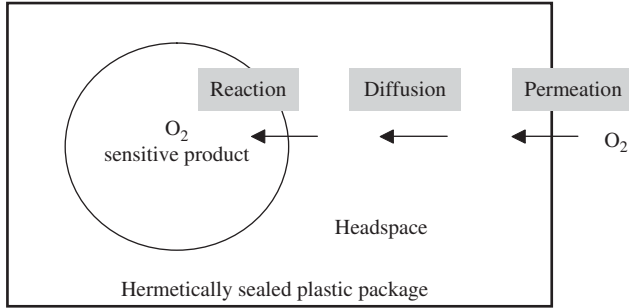 Reaction
Diffusion
Permeation
O₂
sensitive product
O₂
Headspace
Hermetically sealed plastic package